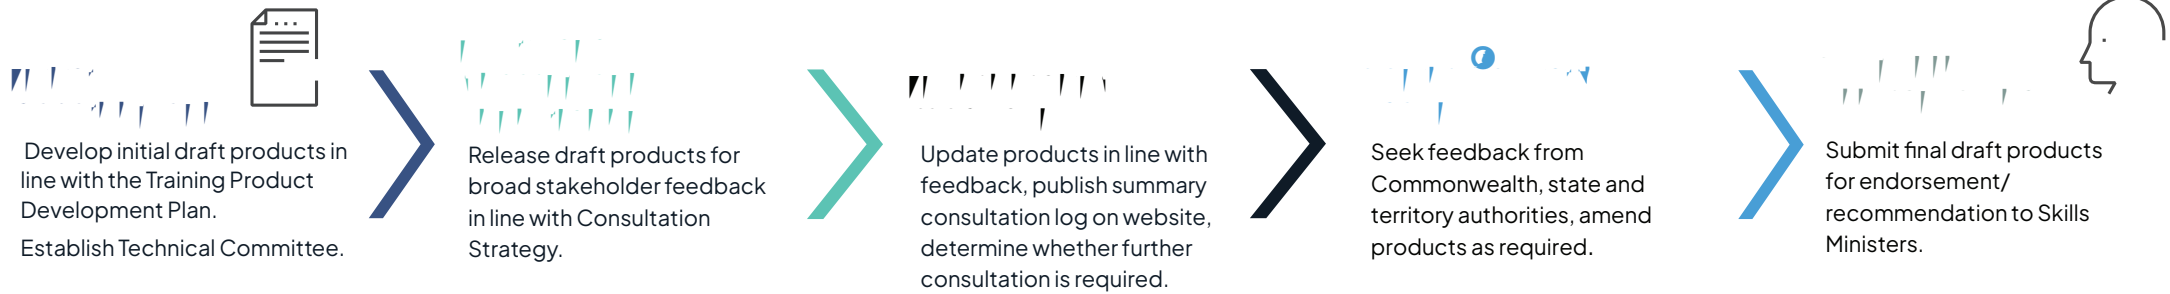 Develop initial draft products in
line with the Training Product
Development Plan.
Establish Technical Committee.
Release draft products for
broad stakeholder feedback
in line with Consultation
Strategy.
Update products in line with
feedback, publish summary
consultation log on website,
determine whether further
consultation is required.
Seek feedback from
Commonwealth, state and
territory authorities, amend
products as required.
Submit final draft products
for endorsement/
recommendation to Skills
Ministers.